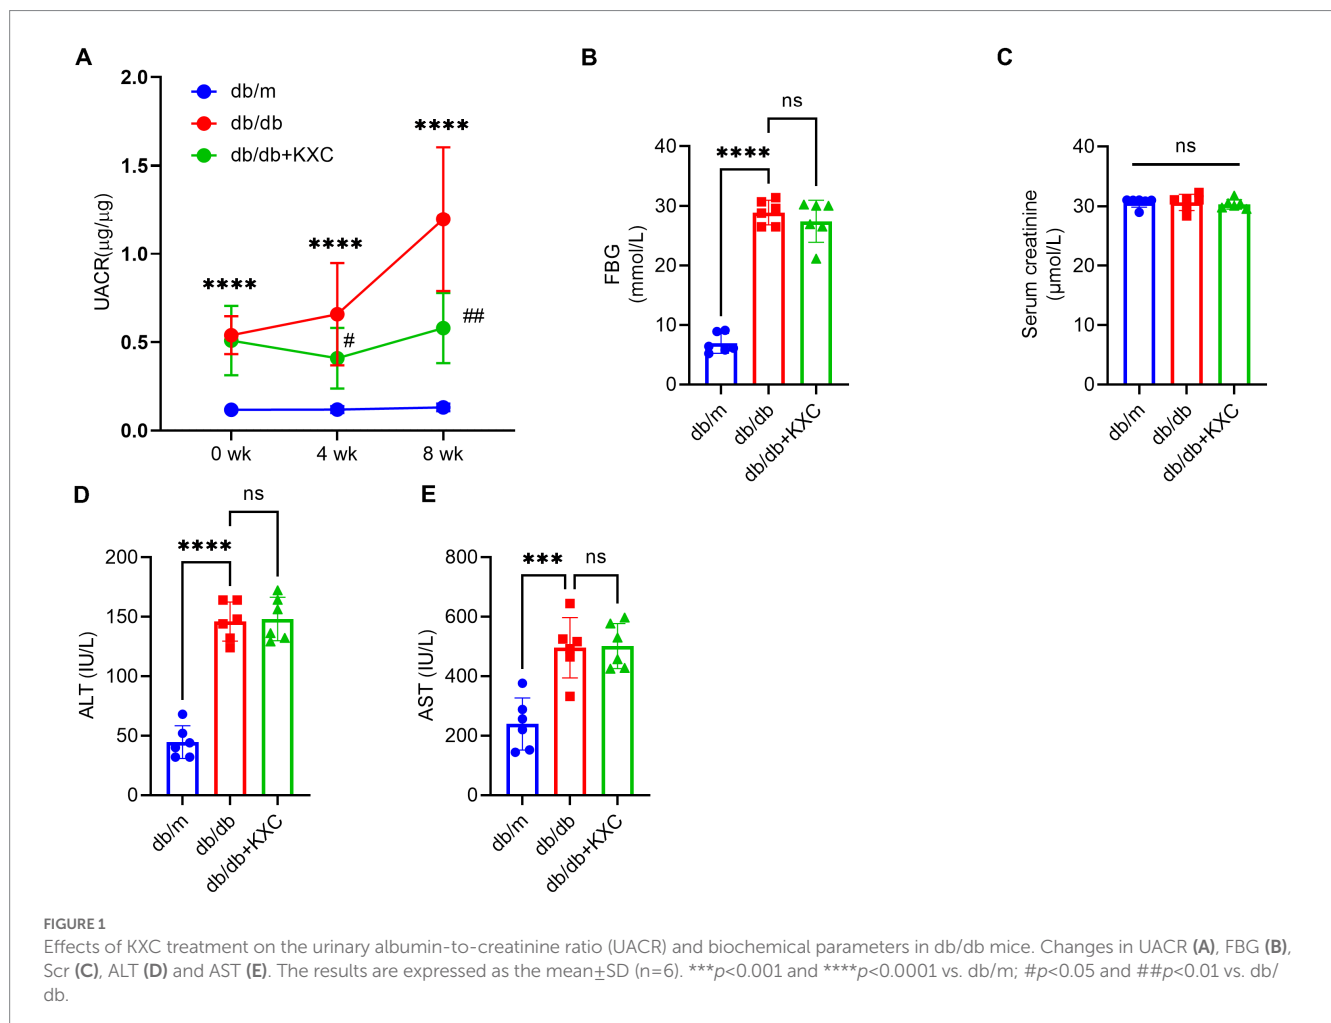 A
2.0
1.5
1.0
0.5
0.0
UACR(μg/μg)
db/m
db/db
db/db+KXC
****
****
****
#
##
0 wk
4 wk
8 wk
B
ns
****
40
30
20
10
0
FBG
(mmol/L)
db/m
db/db
db/db+KXC
C
ns
40
30
20
10
0
Serum creatinine
(μmol/L)
db/m
db/db
db/db+KXC
D
ns
****
200
150
100
50
0
ALT (IU/L)
db/m
db/db
db/db+KXC
E
***
ns
800
600
400
200
0
AST (IU/L)
db/m
db/db
db/db+KXC
FIGURE 1
Effects of KXC treatment on the urinary albumin-to-creatinine ratio (UACR) and biochemical parameters in db/db mice. Changes in UACR (A), FBG (B),
Scr (C), ALT (D) and AST (E). The results are expressed as the mean±SD (n=6). ***p<0.001 and ****p<0.0001 vs. db/m; #p<0.05 and ##p<0.01 vs. db/
db.